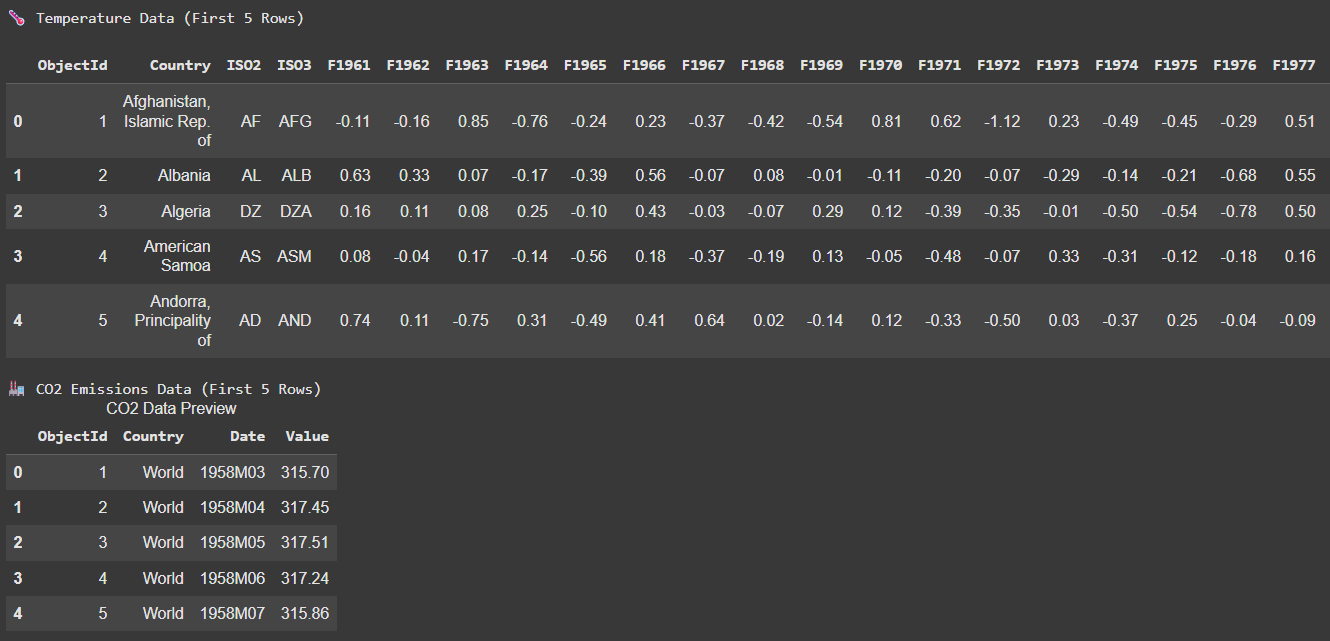 🌡️ Temperature Data (First 5 Rows)
ObjectId Country ISO2 ISO3 F1961 F1962 F1963 F1964 F1965 F1966 F1967 F1968 F1969 F1970 F1971 F1972 F1973 F1974 F1975 F1976 F1977
Afghanistan,
0 1 Islamic Rep. AF AFG -0.11 -0.16 0.85 -0.76 -0.24 0.23 -0.37 -0.42 -0.54 0.81 0.62 -1.12 0.23 -0.49 -0.45 -0.29 0.51
of
1 2 Albania AL ALB 0.63 0.33 0.07 -0.17 -0.39 0.56 -0.07 0.08 -0.01 -0.11 -0.20 -0.07 -0.29 -0.14 -0.21 -0.68 0.55
2 3 Algeria DZ DZA 0.16 0.11 0.08 0.25 -0.10 0.43 -0.03 -0.07 0.29 0.12 -0.39 -0.35 -0.01 -0.50 -0.54 -0.78 0.50
American
3 4 AS ASM 0.08 -0.04 0.17 -0.14 -0.56 0.18 -0.37 -0.19 0.13 -0.05 -0.48 -0.07 0.33 -0.31 -0.12 -0.18 0.16
Samoa
Andorra,
4 5 Principality AD AND 0.74 0.11 -0.75 0.31 -0.49 0.41 0.64 0.02 -0.14 0.12 -0.33 -0.50 0.03 -0.37 0.25 -0.04 -0.09
of
🏭 CO2 Emissions Data (First 5 Rows)
CO2 Data Preview
ObjectId Country Date Value
0 1 World 1958M03 315.70
1 2 World 1958M04 317.45
2 3 World 1958M05 317.51
3 4 World 1958M06 317.24
4 5 World 1958M07 315.86